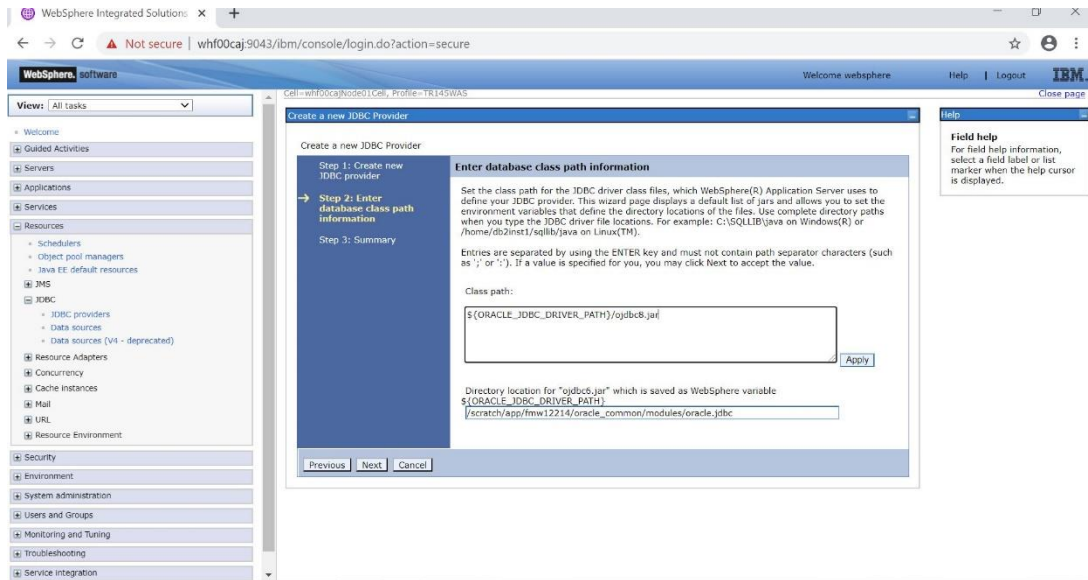 WebSphere Integrated Solutions
Not secure | whf00caj:9043/ibm/console/login.do?action=secure
WebSphere. software
Welcome websphere
Help | Logout
IBM.
View: All tasks
Cell=whf00cajNode01Cell, Profile=TR145WAS
Close page
Welcome
Guided Activities
Servers
Applications
Services
Resources
Schedulers
Object pool managers
Java EE default resources
JMS
JDBC
JDBC providers
Data sources
Data sources (V4 - deprecated)
Resource Adapters
Concurrency
Cache instances
Mail
URL
Resource Environment
Security
Environment
System administration
Users and Groups
Monitoring and Tuning
Troubleshooting
Service integration
Create a new JDBC Provider
Create a new JDBC Provider
Step 1: Create new
JDBC provider
Step 2: Enter
database class path
information
Step 3: Summary
Enter database class path information
Set the class path for the JDBC driver class files, which WebSphere(R) Application Server uses to
define your JDBC provider. This wizard page displays a default list of jars and allows you to set the
environment variables that define the directory locations of the files. Use complete directory paths
when you type the JDBC driver file locations. For example: C:\SQLLIB\java on Windows(R) or
/home/db2inst1/sqllib/java on Linux(TM).
Entries are separated by using the ENTER key and must not contain path separator characters (such
as ';' or ':'). If a value is specified for you, you may click Next to accept the value.
Class path:
${ORACLE_JDBC_DRIVER_PATH}/ojdbc8.jar
Apply
Directory location for "ojdbc6.jar" which is saved as WebSphere variable
${ORACLE_JDBC_DRIVER_PATH}
/scratch/app/fmw12214/oracle_common/modules/oracle.jdbc
Previous Next Cancel
Help
Field help
For field help information,
select a field label or list
marker when the help cursor
is displayed.